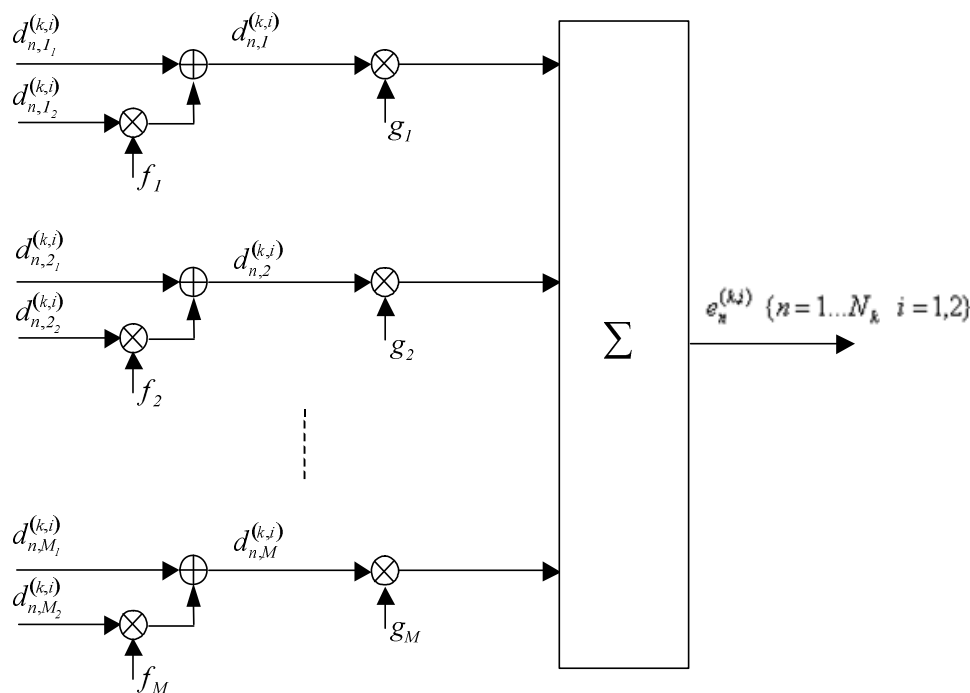 d_{n,1_1}^{(k,i)} d_{n,1}^{(k,i)}
d_{n,1_2}^{(k,i)}
g_1
f_1
d_{n,2_1}^{(k,i)} d_{n,2}^{(k,i)}
d_{n,2_2}^{(k,i)}
g_2
f_2
Σ
e_n^{(k,i)} {n = 1...N_k i = 1,2}
d_{n,M_1}^{(k,i)} d_{n,M}^{(k,i)}
d_{n,M_2}^{(k,i)}
g_M
f_M